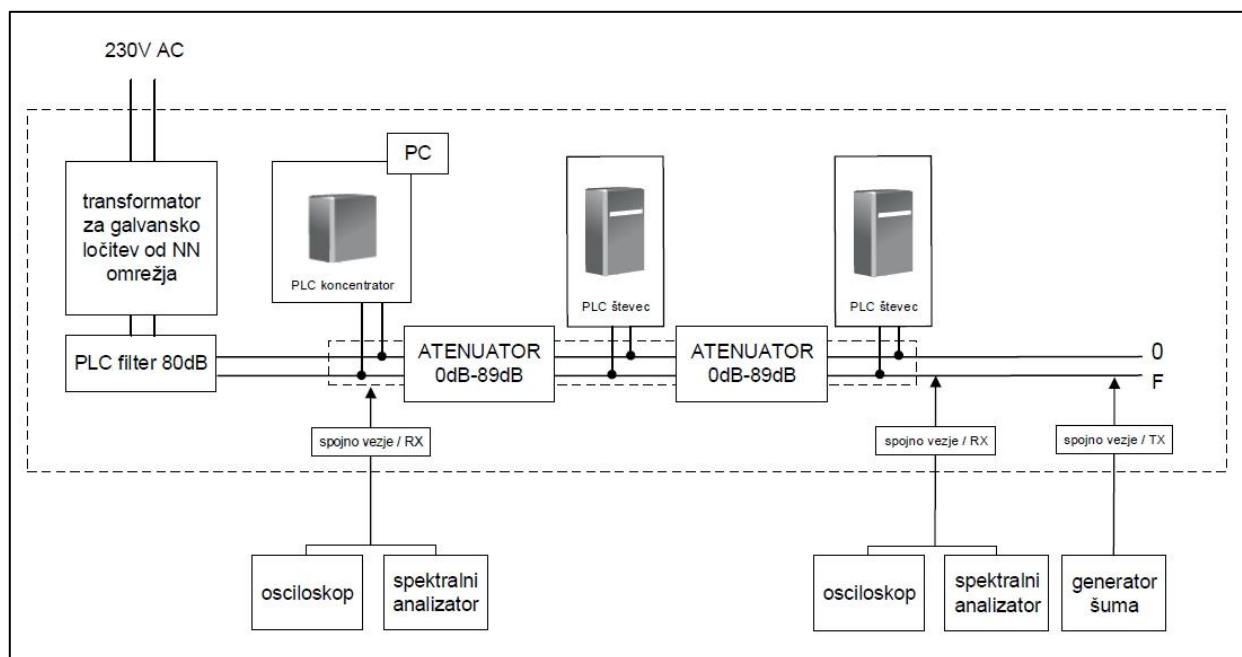 230V AC
transformator
za galvansko
ločitev od NN
omrežja
PLC filter 80dB
PC
PLC koncentrator
ATENUATOR
0dB-89dB
PLC števec
ATENUATOR
0dB-89dB
PLC števec
0
F
spojno vezje / RX
spojno vezje / RX
spojno vezje / TX
osciloskop
spektralni
analizator
osciloskop
spektralni
analizator
generator
šuma